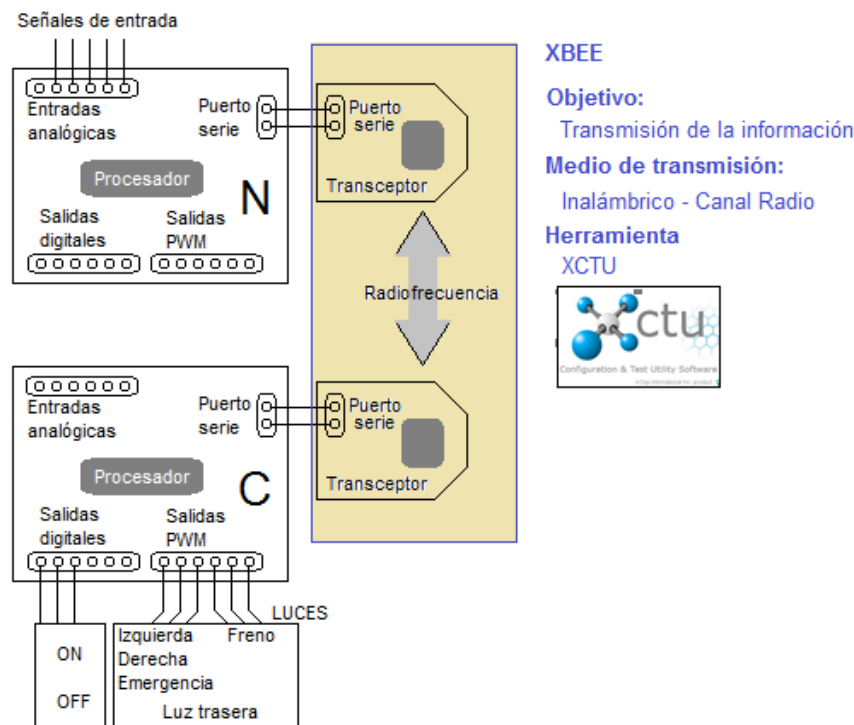 Señales de entrada
Entradas
analógicas
Puerto
serie
Procesador
N
Salidas
digitales
Salidas
PWM
Puerto
serie
Transceptor
Radiofrecuencia
Entradas
analógicas
Puerto
serie
Procesador
C
Salidas
digitales
Salidas
PWM
Puerto
serie
Transceptor
LUCES
ON
OFF
Izquierda Freno
Derecha
Emergencia
Luz trasera
XBEE
Objetivo:
Transmisión de la información
Medio de transmisión:
Inalámbrico - Canal Radio
Herramienta
XCTU
Xctu
Configuration & Test Utility Software